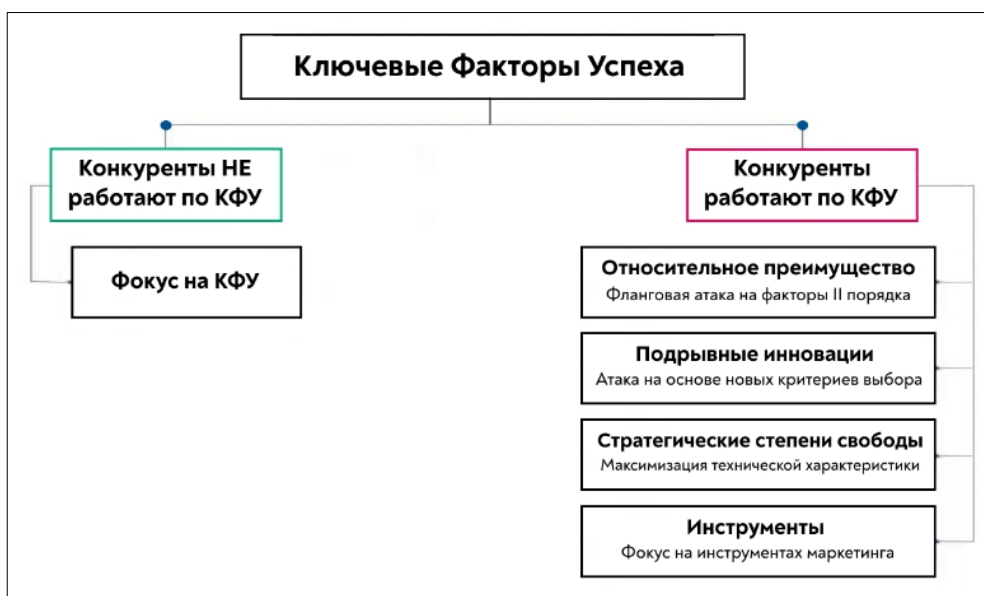 Ключевые Факторы Успеха
Конкуренты НЕ
работают по КФУ
Фокус на КФУ
Конкуренты
работают по КФУ
Относительное преимущество
Фланговая атака на факторы II порядка
Подрывные инновации
Атака на основе новых критериев выбора
Стратегические степени свободы
Максимизация технической характеристики
Инструменты
Фокус на инструментах маркетинга